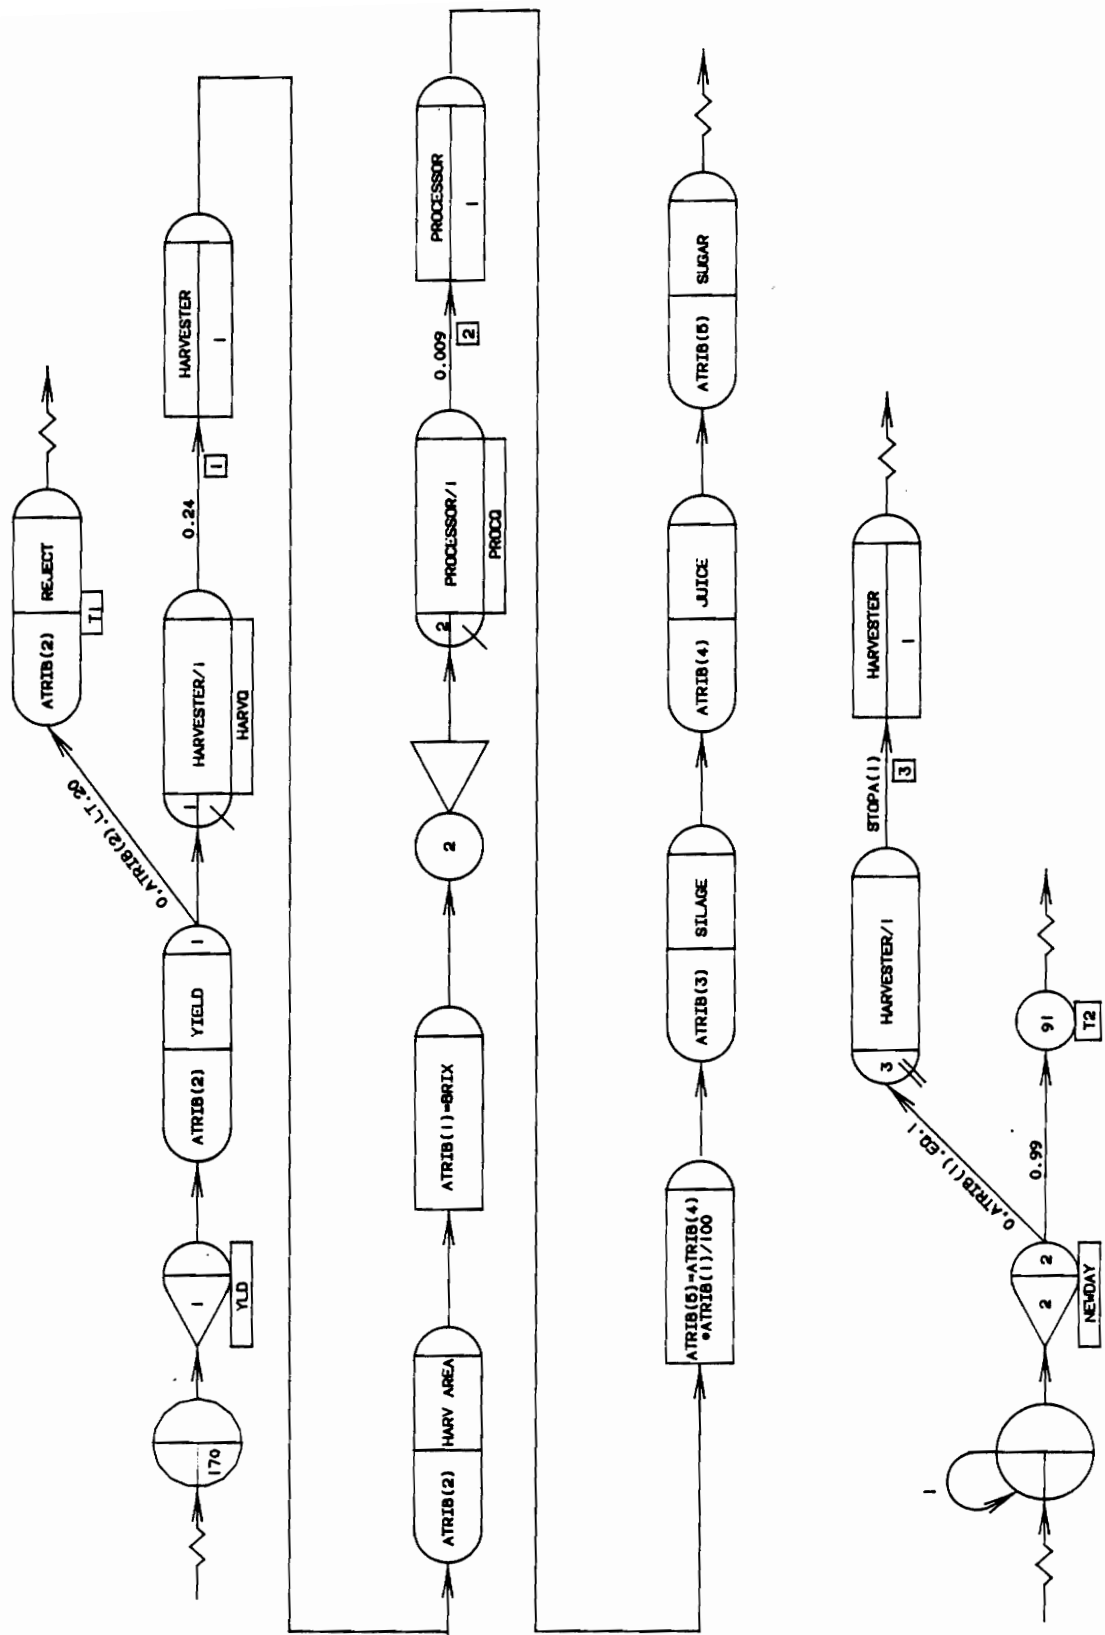 170
1
YLD
ATRIB(2)
YIELD
1
0,ATRIB(2).LT.20
ATRIB(2)
REJECT
T1
1
HARVESTER/1
HARVQ
0.24
1
HARVESTER
1
ATRIB(2)
HARV AREA
ATRIB(1)=BRIX
2
2
PROCESSOR/1
PROCQ
0.009
2
PROCESSOR
1
ATRIB(5)=ATRIB(4)
*ATRIB(1)/100
ATRIB(3)
SILAGE
ATRIB(4)
JUICE
ATRIB(5)
SUGAR
1
2
NEWDAY
2
0,ATRIB(1).EQ.1
3
HARVESTER/1
STOPA(1)
3
HARVESTER
1
0.99
91
T2